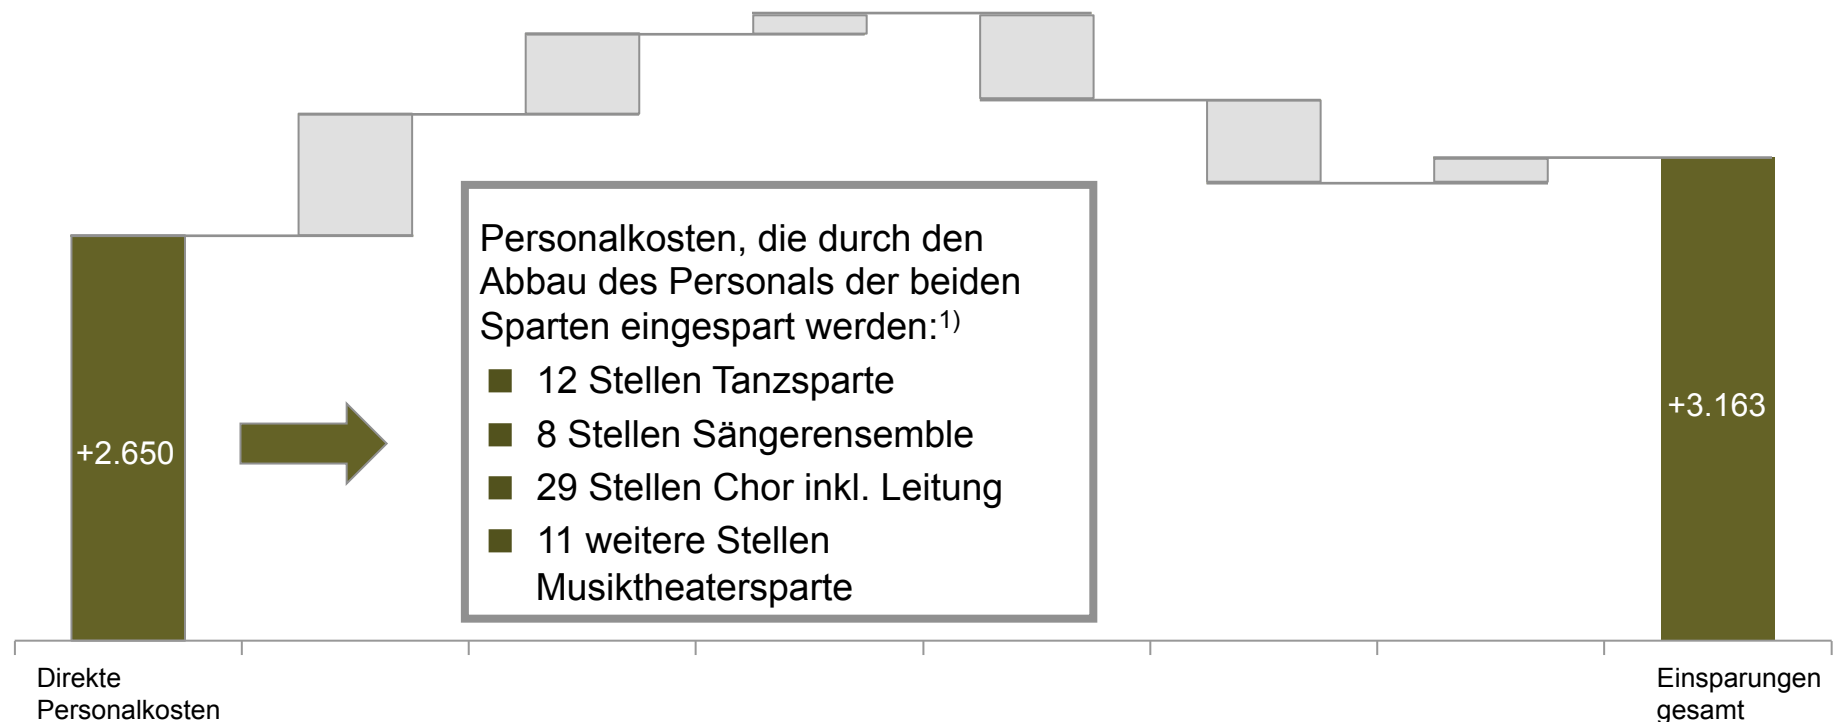 Personalkosten, die durch den
Abbau des Personals der beiden
Sparten eingespart werden:1)
12 Stellen Tanzsparte
8 Stellen Sängerensemble
29 Stellen Chor inkl. Leitung
11 weitere Stellen
Musiktheatersparte
+2.650
+3.163
Direkte
Personalkosten
Einsparungen
gesamt